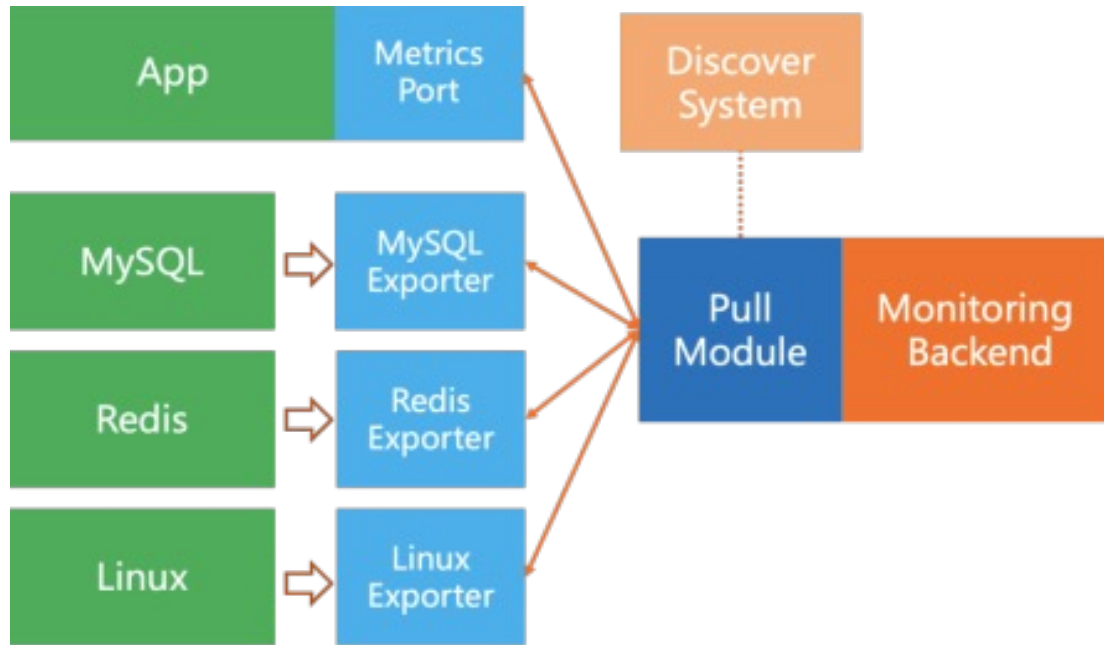 App
Metrics
Port
Discover
System
MySQL
MySQL
Exporter
Pull
Module
Monitoring
Backend
Redis
Redis
Exporter
Linux
Linux
Exporter